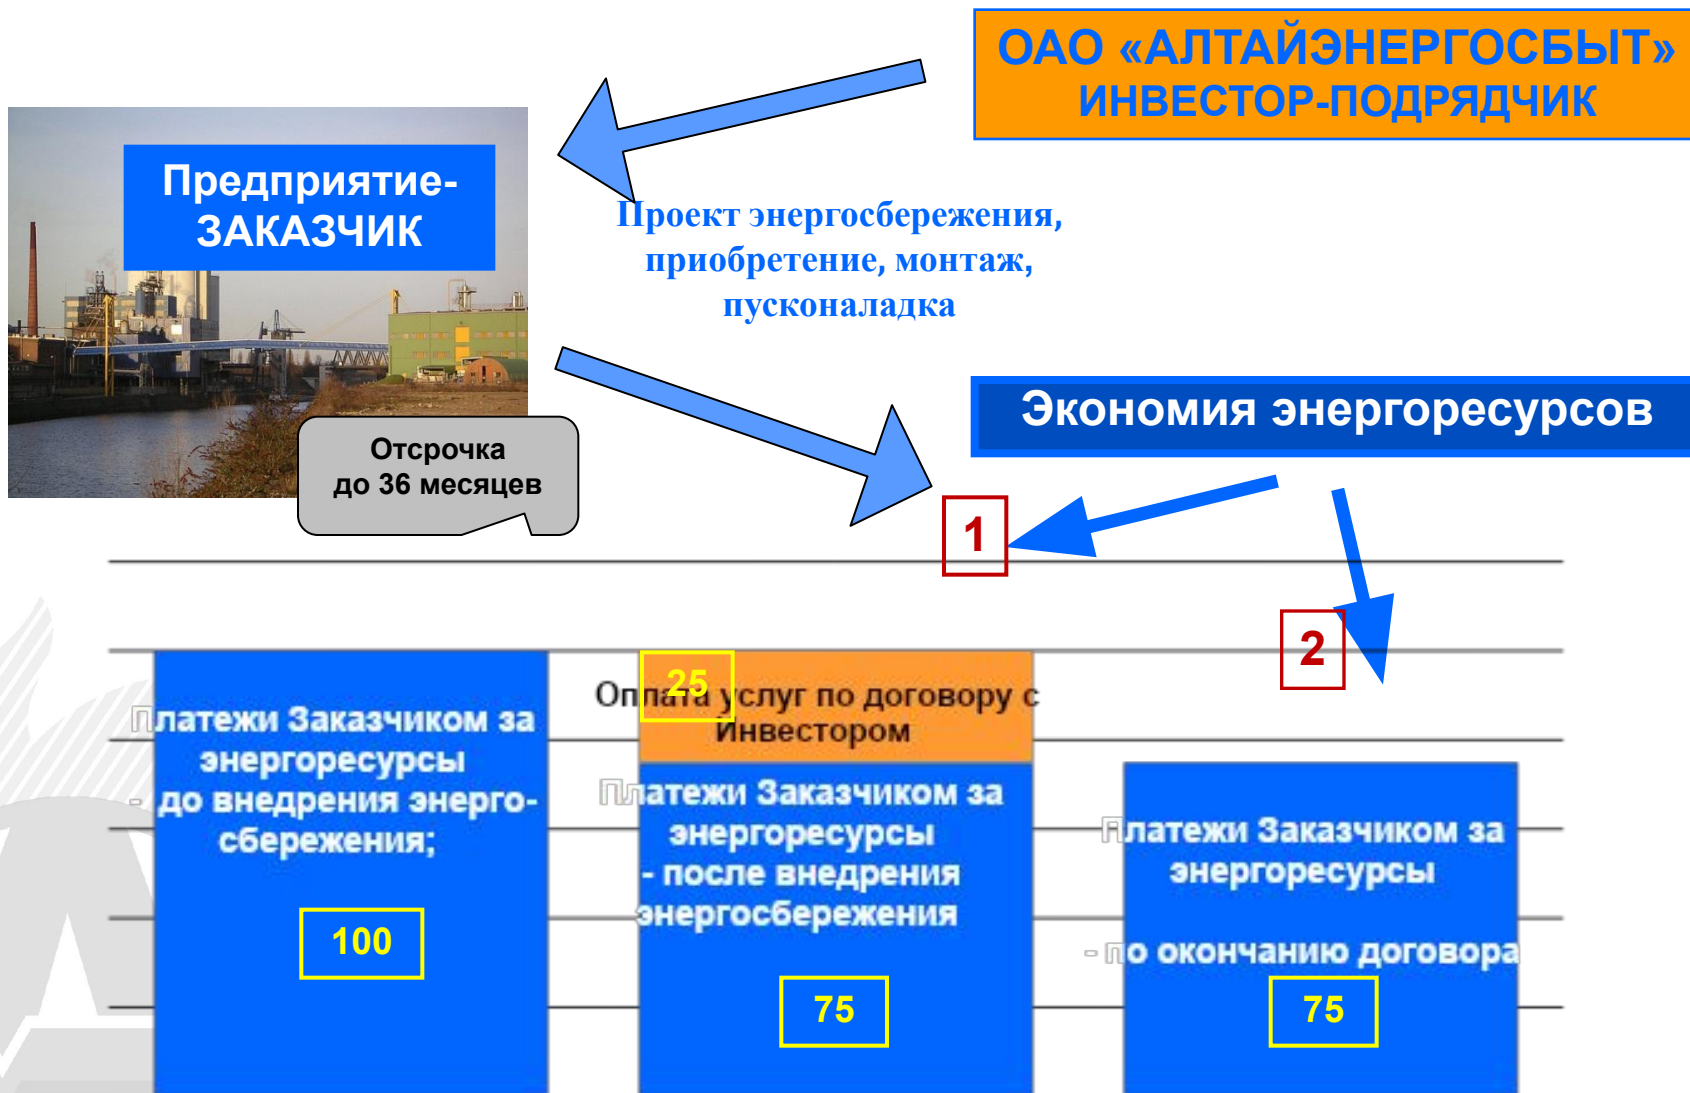 ОАО «АЛТАЙЭНЕРГОСБЫТ»
ИНВЕСТОР-ПОДРЯДЧИК
Предприятие-
ЗАКАЗЧИК
Проект энергосбережения,
приобретение, монтаж,
пусконаладка
Экономия энергоресурсов
Отсрочка
до 36 месяцев
1
2
Платежи Заказчиком за
энергоресурсы
- до внедрения энерго-
сбережения;
100
25
Оплата услуг по договору с
Инвестором
Платежи Заказчиком за
энергоресурсы
- после внедрения
энергосбережения
75
Платежи Заказчиком за
энергоресурсы
- по окончанию договора
75